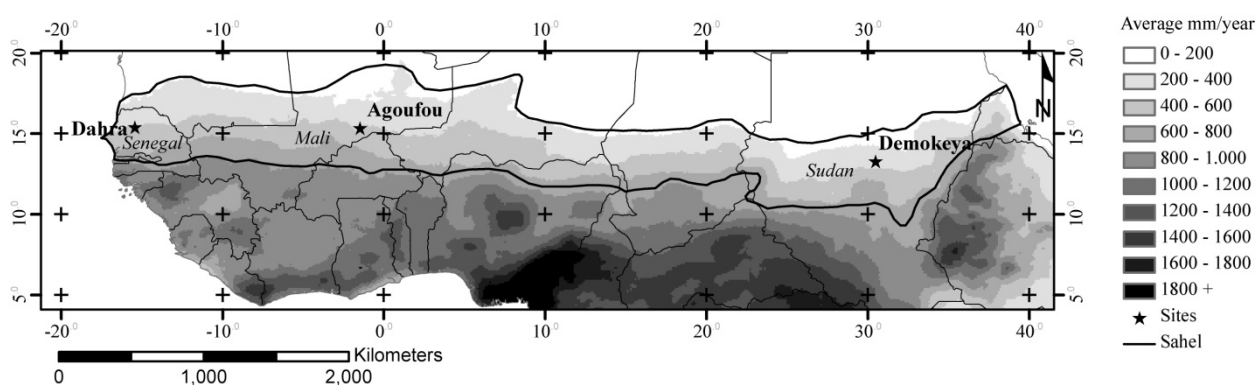 Average mm/year
0 - 200
200 - 400
400 - 600
600 - 800
800 - 1.000
1000 - 1200
1200 - 1400
1400 - 1600
1600 - 1800
1800 +
Sites
Sahel
-20° -10° 0° 10° 20° 30° 40°
20° 20°
N
Agoufou
15° 15°
Dahra
Senegal
Mali
Demokeya
Sudan
10° 10°
5° 5°
-20° -10° 0° 10° 20° 30° 40°
Kilometers
0 1,000 2,000